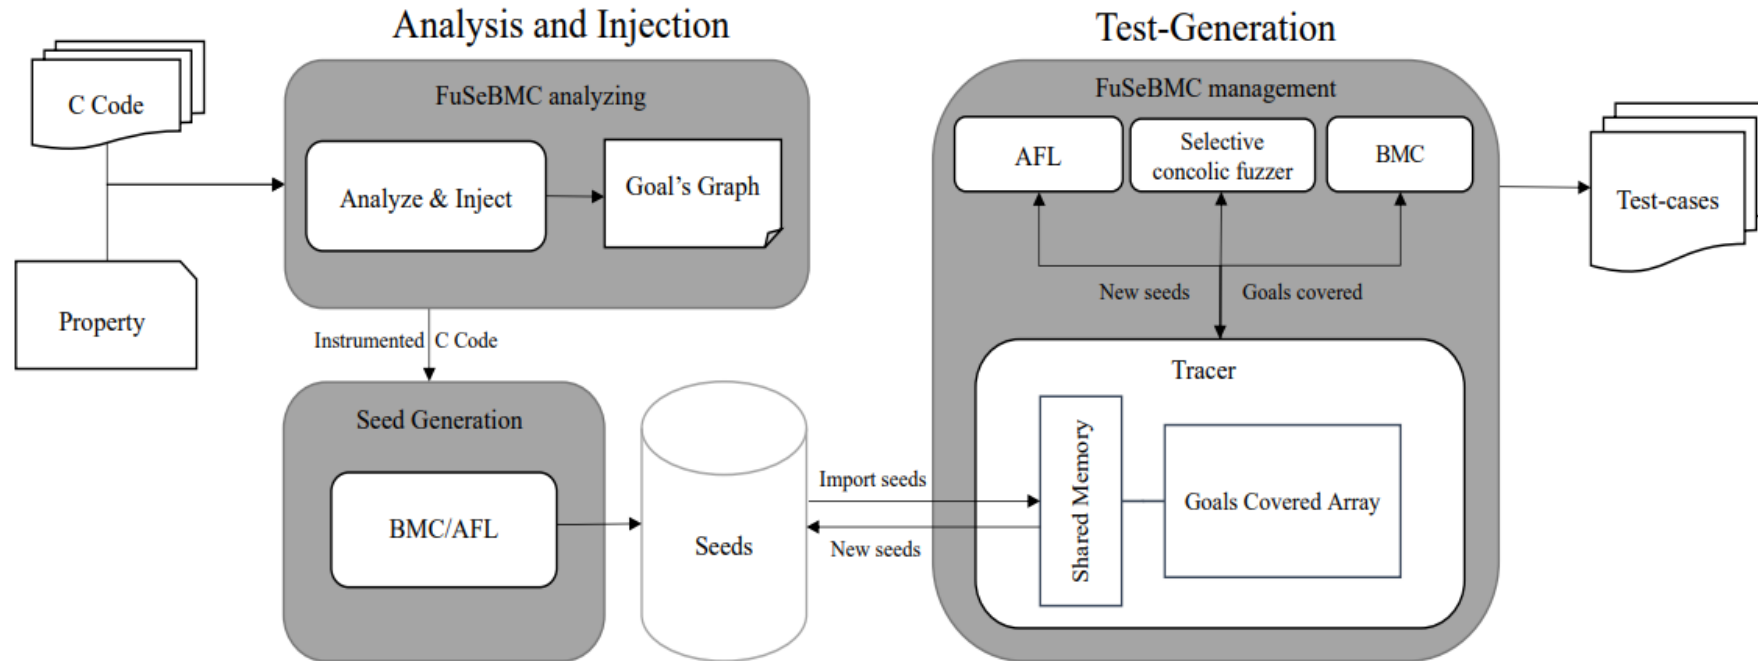 Analysis and Injection
Test-Generation
C Code
Property
FuSeBMC analyzing
Analyze & Inject
Goal's Graph
Instrumented C Code
Seed Generation
BMC/AFL
Seeds
Import seeds
New seeds
FuSeBMC management
AFL
Selective
concolic fuzzer
BMC
New seeds
Goals covered
Tracer
Shared Memory
Goals Covered Array
Test-cases